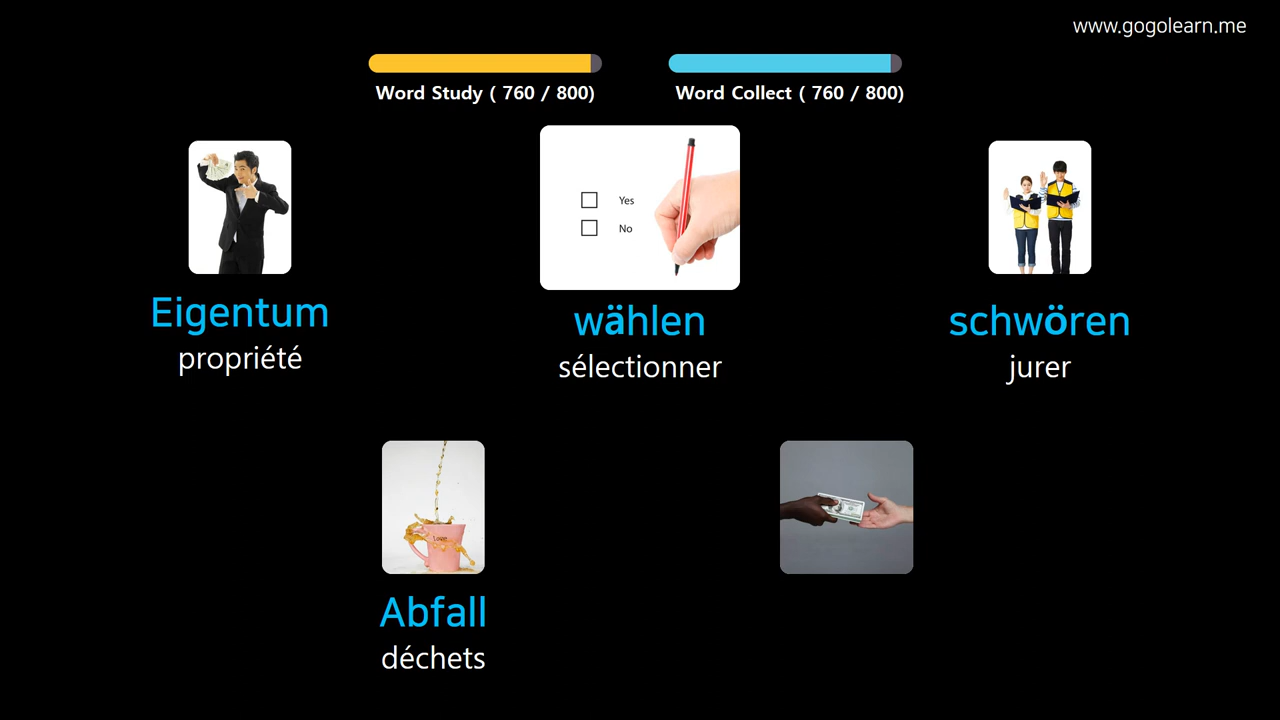 www.gogolearn.me
Word Study ( 760 / 800)
Word Collect ( 760 / 800)
Yes
No
Eigentum
propriété
wählen
sélectionner
schwören
jurer
Abfall
déchets